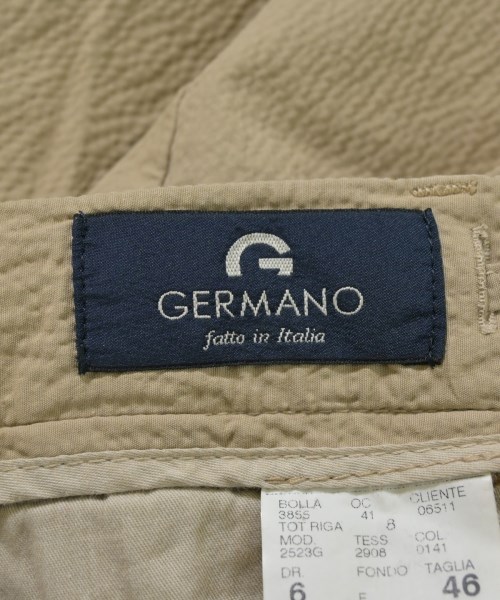 G
GERMANO
fatto in Italia
BOLLA OC CLIENTE
3855 41 06511
TOT RIGA 8
MOD. TESS COL
2523G 2908 0141
DR. FONDO TAGLIA
6 F 46